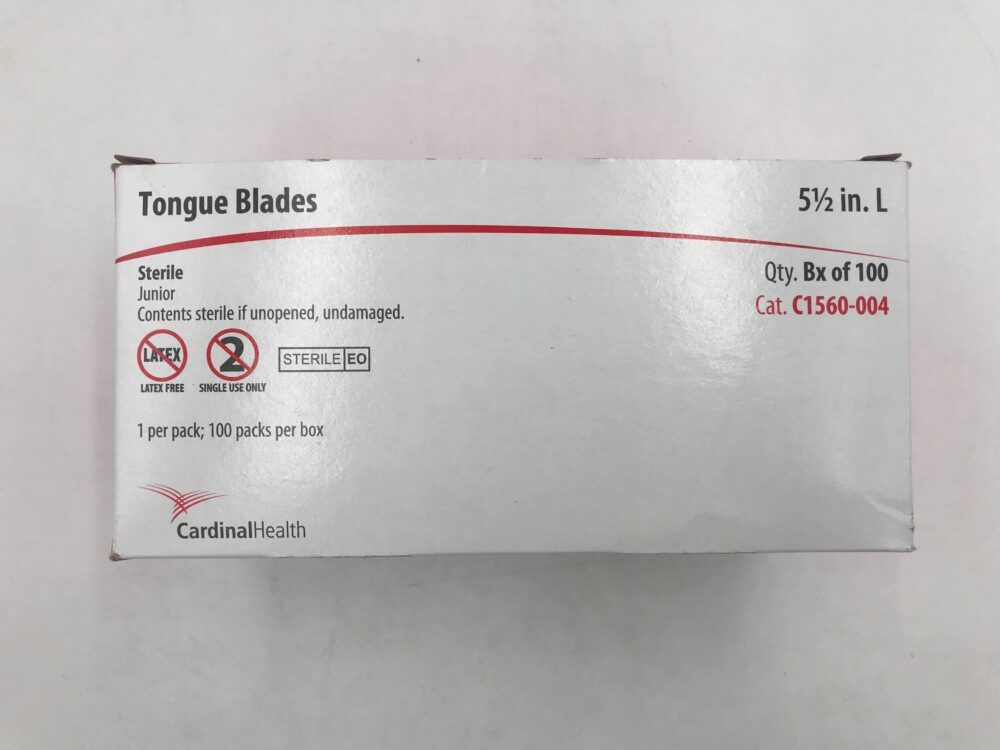 Tongue Blades
5½ in. L
Sterile
Junior
Contents sterile if unopened, undamaged.
Qty. Bx of 100
Cat. C1560-004
LATEX
2
STERILE EO
LATEX FREE
SINGLE USE ONLY
1 per pack; 100 packs per box
CardinalHealth